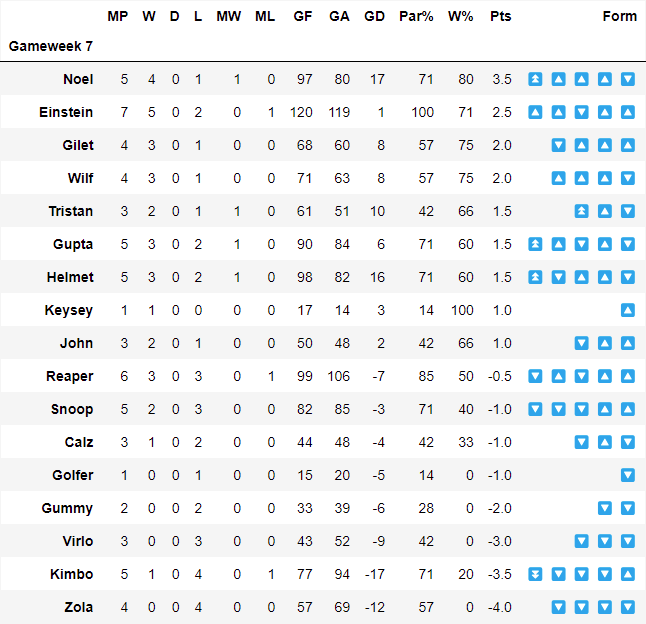 MP W D L MW ML GF GA GD Par% W% Pts Form
Gameweek 7
Noel 5 4 0 1 1 0 97 80 17 71 80 3.5 ⏫ 🔼 🔼 🔼 🔽
Einstein 7 5 0 2 0 1 120 119 1 100 71 2.5 🔼 🔼 🔽 🔼 🔼
Gilet 4 3 0 1 0 0 68 60 8 57 75 2.0 🔽 🔼 🔼 🔼
Wilf 4 3 0 1 0 0 71 63 8 57 75 2.0 🔼 🔼 🔼 🔽
Tristan 3 2 0 1 1 0 61 51 10 42 66 1.5 ⏫ 🔼 🔽
Gupta 5 3 0 2 1 0 90 84 6 71 60 1.5 ⏫ 🔼 🔽 🔼 🔽
Helmet 5 3 0 2 1 0 98 82 16 71 60 1.5 ⏫ 🔽 🔼 🔼 🔽
Keysey 1 1 0 0 0 0 17 14 3 14 100 1.0 🔼
John 3 2 0 1 0 0 50 48 2 42 66 1.0 🔽 🔼 🔼
Reaper 6 3 0 3 0 1 99 106 -7 85 50 -0.5 🔽 🔼 🔽 🔼 🔼
Snoop 5 2 0 3 0 0 82 85 -3 71 40 -1.0 🔽 🔽 🔽 🔼 🔼
Calz 3 1 0 2 0 0 44 48 -4 42 33 -1.0 🔽 🔼 🔽
Golfer 1 0 0 1 0 0 15 20 -5 14 0 -1.0 🔽
Gummy 2 0 0 2 0 0 33 39 -6 28 0 -2.0 🔽 🔽
Virlo 3 0 0 3 0 0 43 52 -9 42 0 -3.0 🔽 🔽 🔽
Kimbo 5 1 0 4 0 1 77 94 -17 71 20 -3.5 ⏬ 🔽 🔽 🔽 🔼
Zola 4 0 0 4 0 0 57 69 -12 57 0 -4.0 🔽 🔽 🔽 🔽